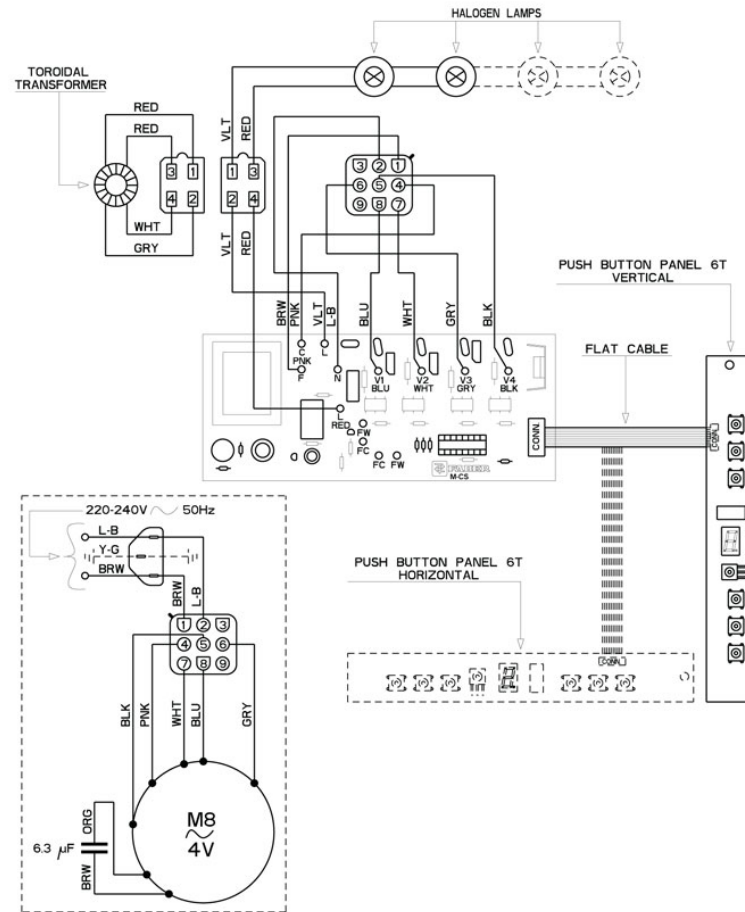 HALOGEN LAMPS
TOROIDAL
TRANSFORMER
RED
RED
WHT
GRY
3 1
4 2
VLT RED
1 3
2 4
VLT RED
3 2 1
6 5 4
9 8 7
BRW PNK VLT L-B BLU WHT GRY BLK
PUSH BUTTON PANEL 6T
VERTICAL
FLAT CABLE
C L
PNK
F N
V1 V2 V3 V4
BLU WHT GRY BLK
L
RED
FW
FC
FC FW
FABER
M-CS
CONN.
CONN.
220-240V 50Hz
L-B
Y-G
BRW
BRW L-B
1 2 3
4 5 6
7 8 9
BLK PNK WHT BLU GRY
M8
4V
6.3 µF
ORG
BRW
PUSH BUTTON PANEL 6T
HORIZONTAL
CONN.